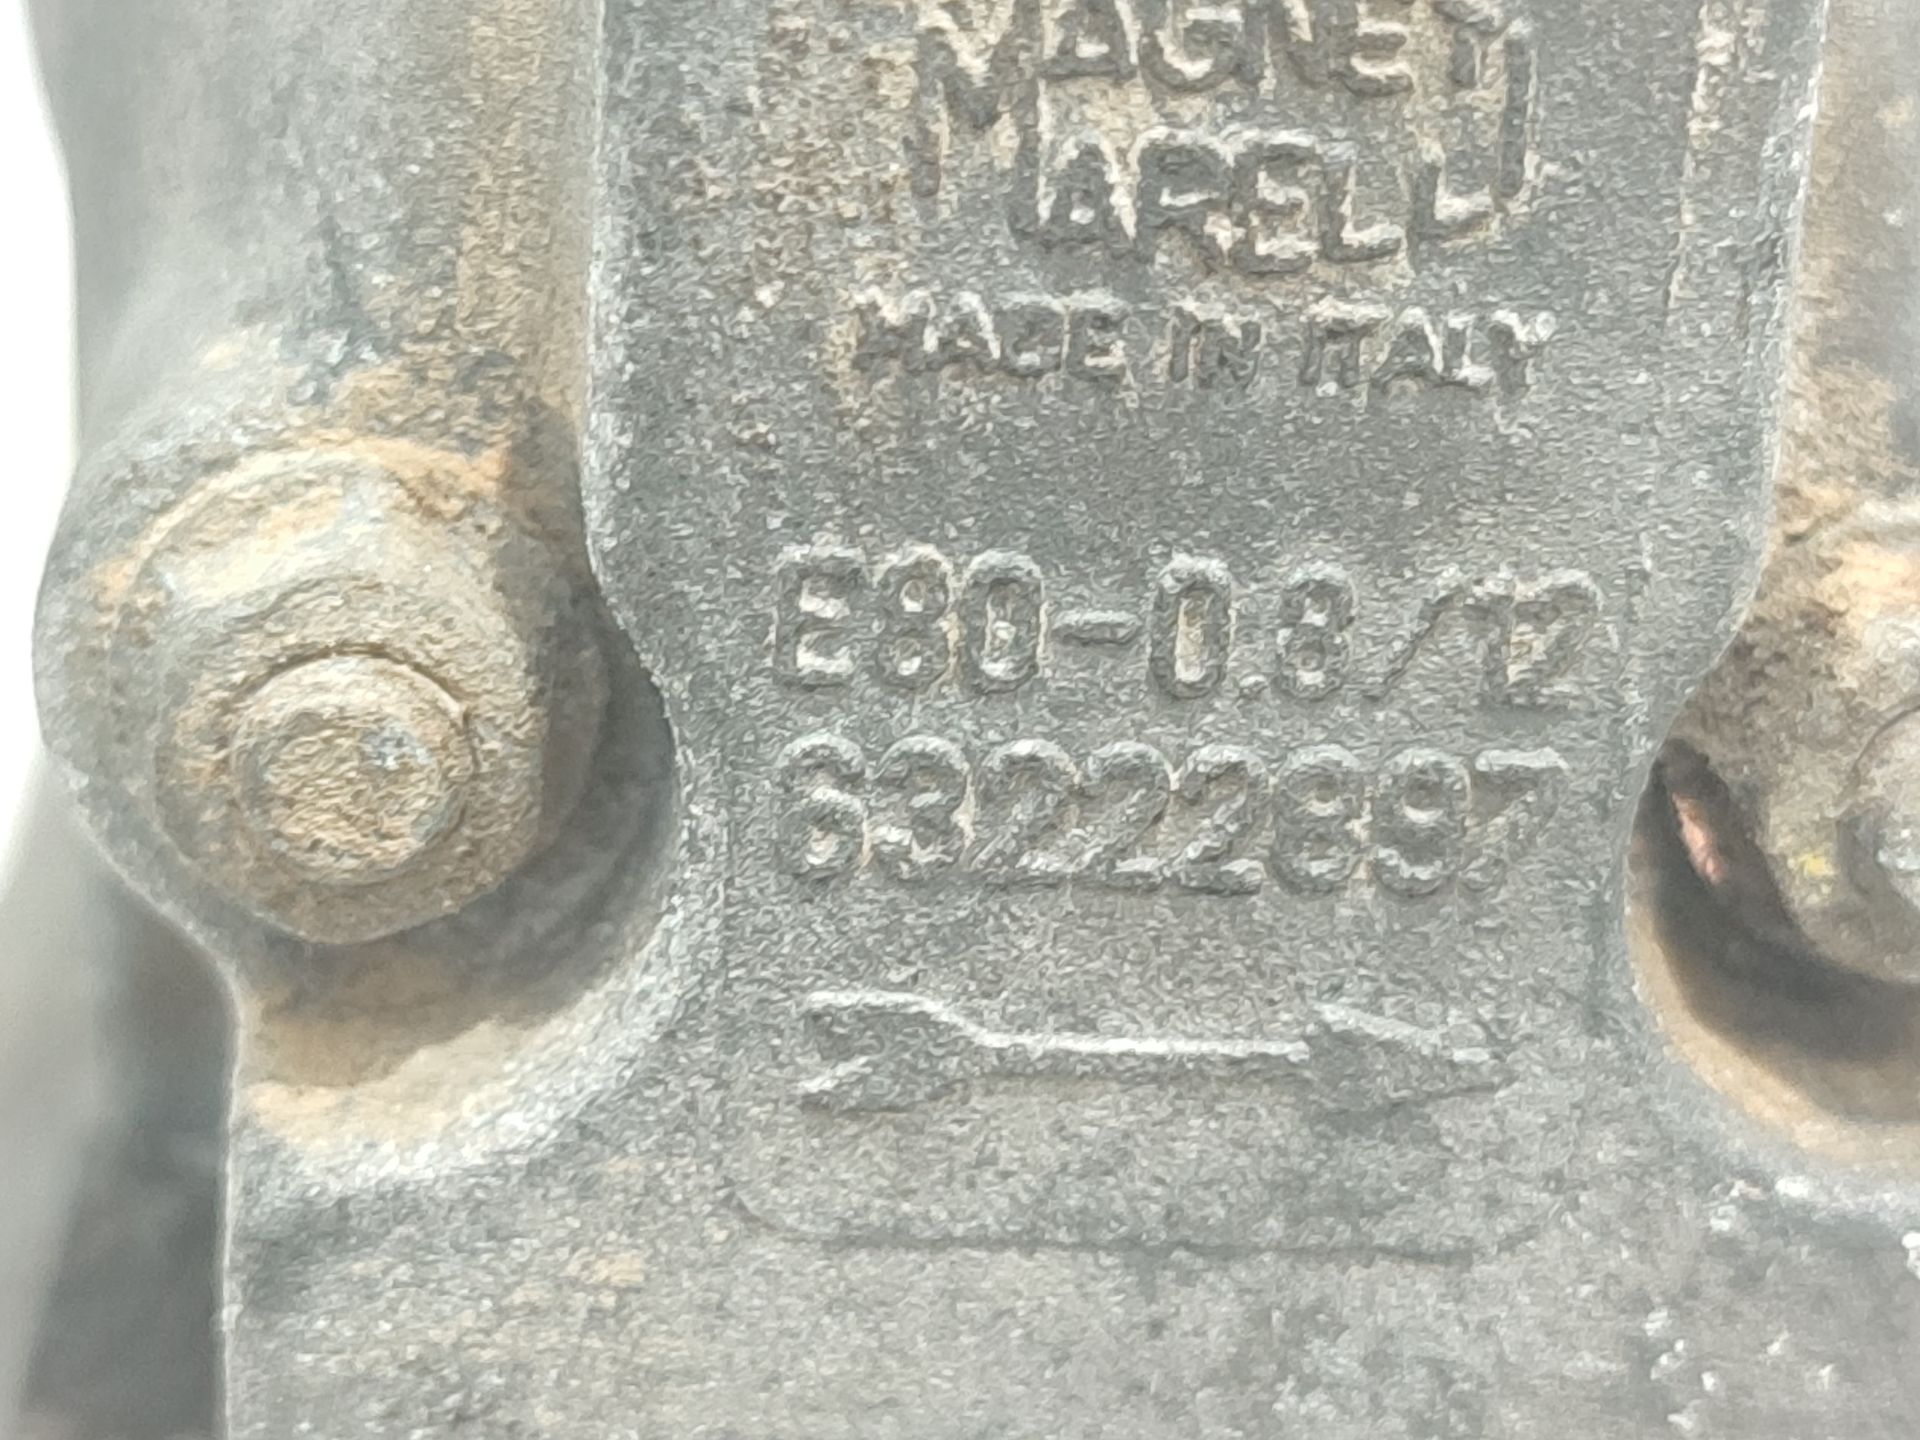 MAGNETI
MARELLI
MADE IN ITALY
E80-0.8/12
63222897